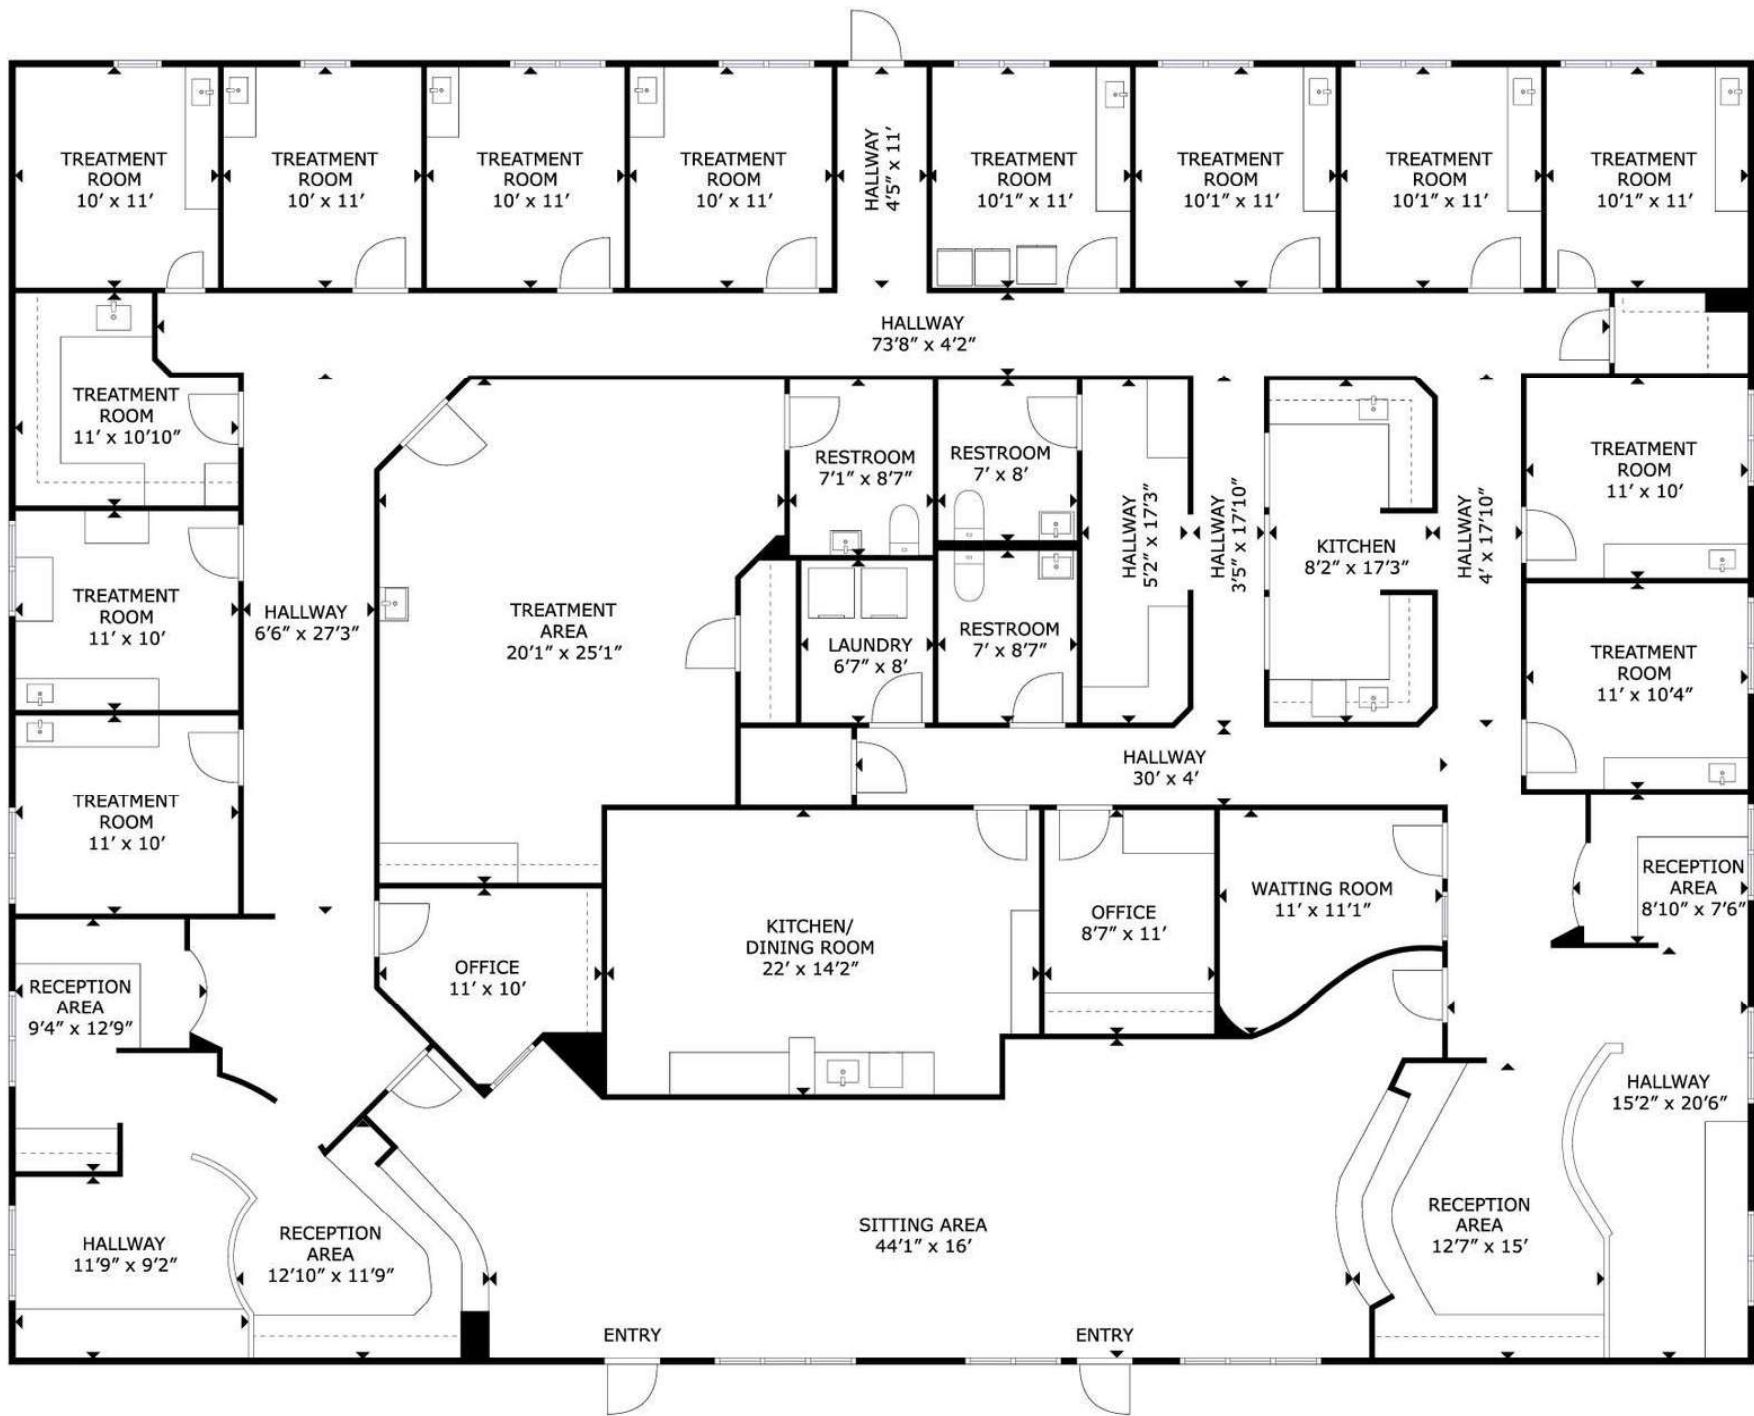 TREATMENT
ROOM
10' x 11'
TREATMENT
ROOM
10' x 11'
TREATMENT
ROOM
10' x 11'
TREATMENT
ROOM
10' x 11'
HALLWAY
4'5" x 11'
TREATMENT
ROOM
10'1" x 11'
TREATMENT
ROOM
10'1" x 11'
TREATMENT
ROOM
10'1" x 11'
TREATMENT
ROOM
10'1" x 11'
HALLWAY
73'8" x 4'2"
TREATMENT
ROOM
11' x 10'10"
RESTROOM
7'1" x 8'7"
RESTROOM
7' x 8'
HALLWAY
5'2" x 17'3"
HALLWAY
3'5" x 17'10"
KITCHEN
8'2" x 17'3"
HALLWAY
4' x 17'10"
TREATMENT
ROOM
11' x 10'
TREATMENT
ROOM
11' x 10'
HALLWAY
6'6" x 27'3"
TREATMENT
AREA
20'1" x 25'1"
LAUNDRY
6'7" x 8'
RESTROOM
7' x 8'7"
TREATMENT
ROOM
11' x 10'4"
HALLWAY
30' x 4'
TREATMENT
ROOM
11' x 10'
KITCHEN/
DINING ROOM
22' x 14'2"
OFFICE
8'7" x 11'
WAITING ROOM
11' x 11'1"
RECEPTION
AREA
8'10" x 7'6"
RECEPTION
AREA
9'4" x 12'9"
OFFICE
11' x 10'
HALLWAY
15'2" x 20'6"
HALLWAY
11'9" x 9'2"
RECEPTION
AREA
12'10" x 11'9"
SITTING AREA
44'1" x 16'
RECEPTION
AREA
12'7" x 15'
ENTRY
ENTRY